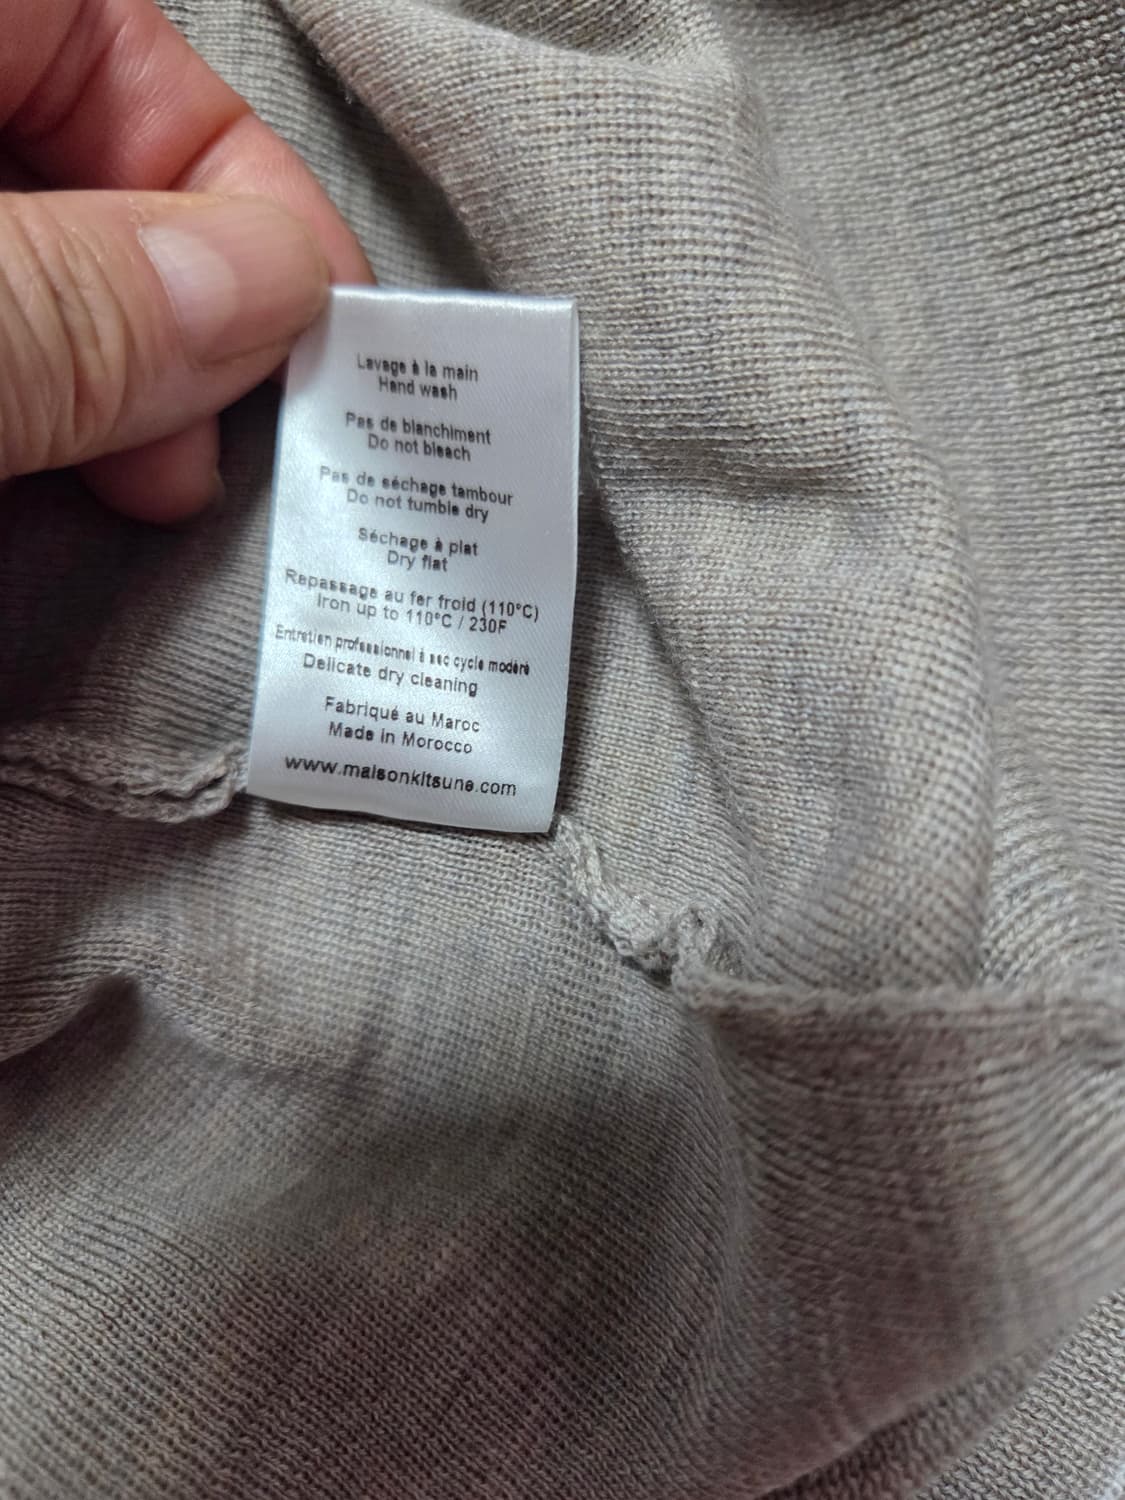 Lavage à la main
Hand wash
Pas de blanchiment
Do not bleach
Pas de séchage tambour
Do not tumble dry
Séchage à plat
Dry flat
Repassage au fer froid (110°C)
Iron up to 110°C / 230F
Entretien professionnel à sec cycle modéré
Delicate dry cleaning
Fabriqué au Maroc
Made in Morocco
www.maisonkitsune.com